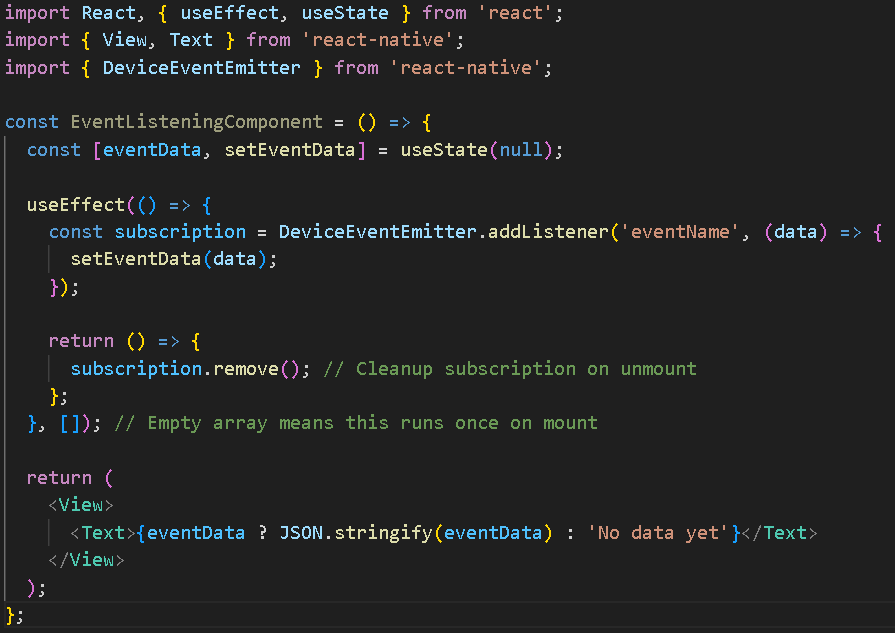 import React, { useEffect, useState } from 'react';
import { View, Text } from 'react-native';
import { DeviceEventEmitter } from 'react-native';

const EventListeningComponent = () => {
  const [eventData, setEventData] = useState(null);

  useEffect(() => {
    const subscription = DeviceEventEmitter.addListener('eventName', (data) => {
      setEventData(data);
    });

    return () => {
      subscription.remove(); // Cleanup subscription on unmount
    };
  }, []); // Empty array means this runs once on mount

  return (
    <View>
      <Text>{eventData ? JSON.stringify(eventData) : 'No data yet'}</Text>
    </View>
  );
};